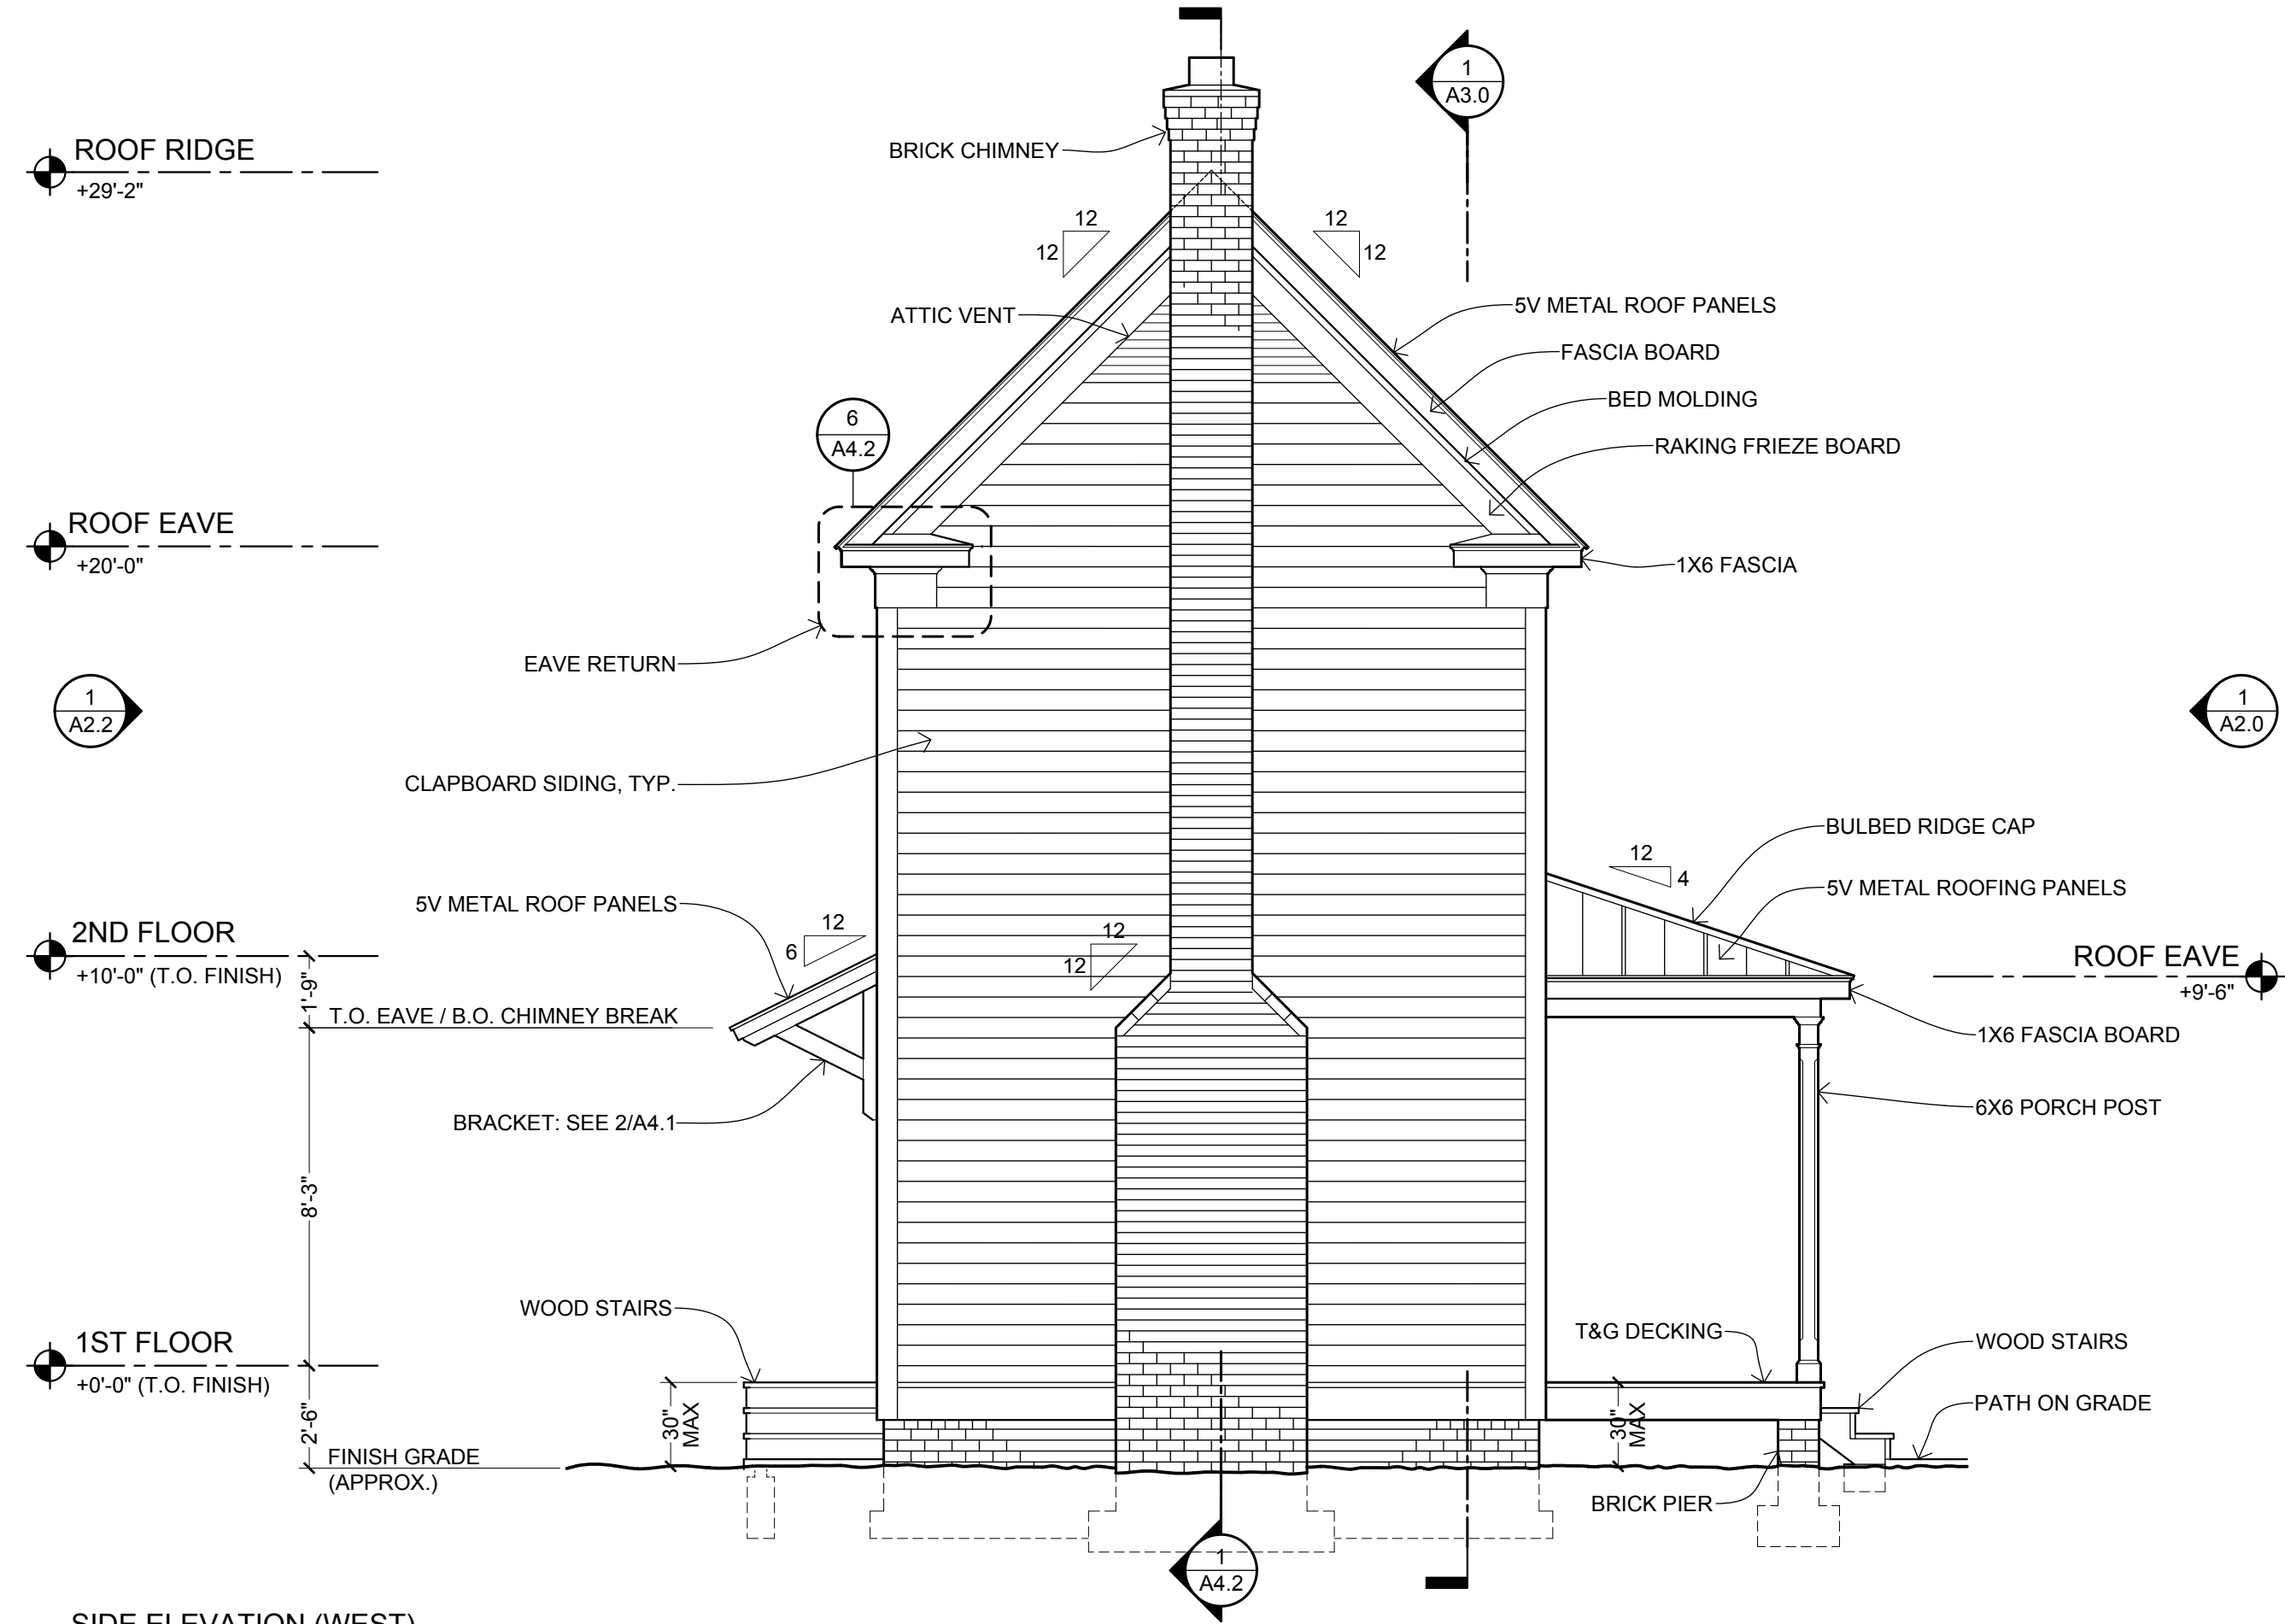 BRICK CHIMNEY
1
A3.0
ROOF RIDGE
+29'-2"
12
12
12
12
ATTIC VENT
5V METAL ROOF PANELS
FASCIA BOARD
BED MOLDING
RAKING FRIEZE BOARD
6
A4.2
ROOF EAVE
+20'-0"
1X6 FASCIA
EAVE RETURN
1
A2.2
1
A2.0
CLAPBOARD SIDING, TYP.
BULBED RIDGE CAP
12
4
5V METAL ROOFING PANELS
5V METAL ROOF PANELS
12
6
12
12
2ND FLOOR
+10'-0" (T.O. FINISH)
ROOF EAVE
+9'-6"
1'-9"
T.O. EAVE / B.O. CHIMNEY BREAK
1X6 FASCIA BOARD
6X6 PORCH POST
BRACKET: SEE 2/A4.1
8'-3"
WOOD STAIRS
T&G DECKING
WOOD STAIRS
1ST FLOOR
+0'-0" (T.O. FINISH)
PATH ON GRADE
2'-6"
30"
MAX
30"
MAX
FINISH GRADE
(APPROX.)
BRICK PIER
1
A4.2
SIDE ELEVATION (WEST)